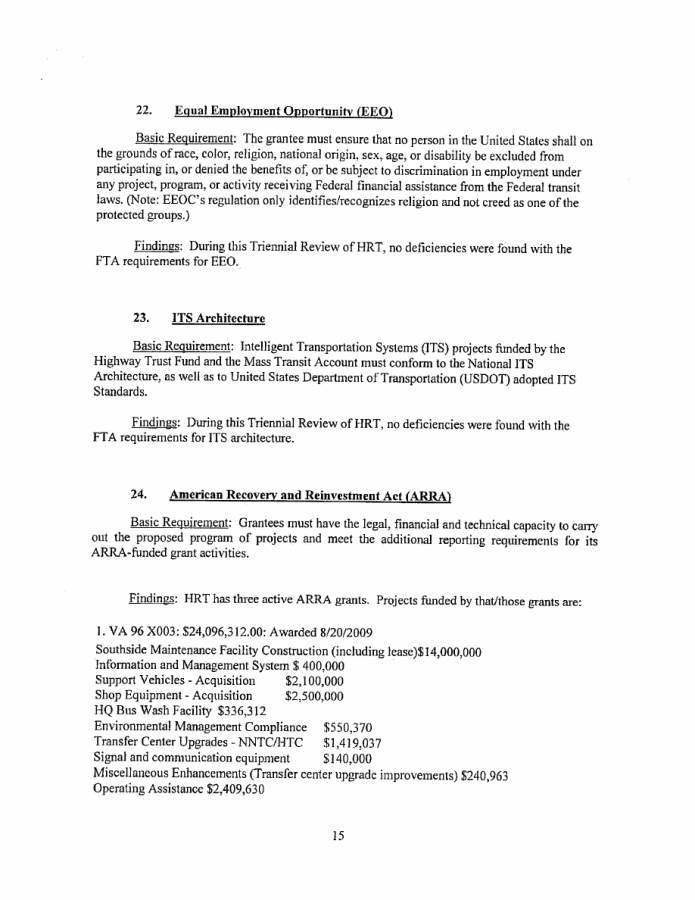 22. Equal Employment Opportunity (EEO)
Basic Requirement: The grantee must ensure that no person in the United States shall on
the grounds of race, color, religion, national origin, sex, age, or disability be excluded from
participating in, or denied the benefits of, or be subject to discrimination in employment under
any project, program, or activity receiving Federal financial assistance from the Federal transit
laws. (Note: EEOC's regulation only identifies/recognizes religion and not creed as one of the
protected groups.)
Findings: During this Triennial Review of HRT, no deficiencies were found with the
FTA requirements for EEO.
23. ITS Architecture
Basic Requirement: Intelligent Transportation Systems (ITS) projects funded by the
Highway Trust Fund and the Mass Transit Account must conform to the National ITS
Architecture, as well as to United States Department of Transportation (USDOT) adopted ITS
Standards.
Findings: During this Triennial Review of HRT, no deficiencies were found with the
FTA requirements for ITS architecture.
24. American Recovery and Reinvestment Act (ARRA)
Basic Requirement: Grantees must have the legal, financial and technical capacity to carry
out the proposed program of projects and meet the additional reporting requirements for its
ARRA-funded grant activities.
Findings: HRT has three active ARRA grants. Projects funded by that/those grants are:
1. VA 96 X003: $24,096,312.00: Awarded 8/20/2009
Southside Maintenance Facility Construction (including lease)$14,000,000
Information and Management System $ 400,000
Support Vehicles - Acquisition $2,100,000
Shop Equipment - Acquisition $2,500,000
HQ Bus Wash Facility $336,312
Environmental Management Compliance $550,370
Transfer Center Upgrades - NNTC/HTC $1,419,037
Signal and communication equipment $140,000
Miscellaneous Enhancements (Transfer center upgrade improvements) $240,963
Operating Assistance $2,409,630
15